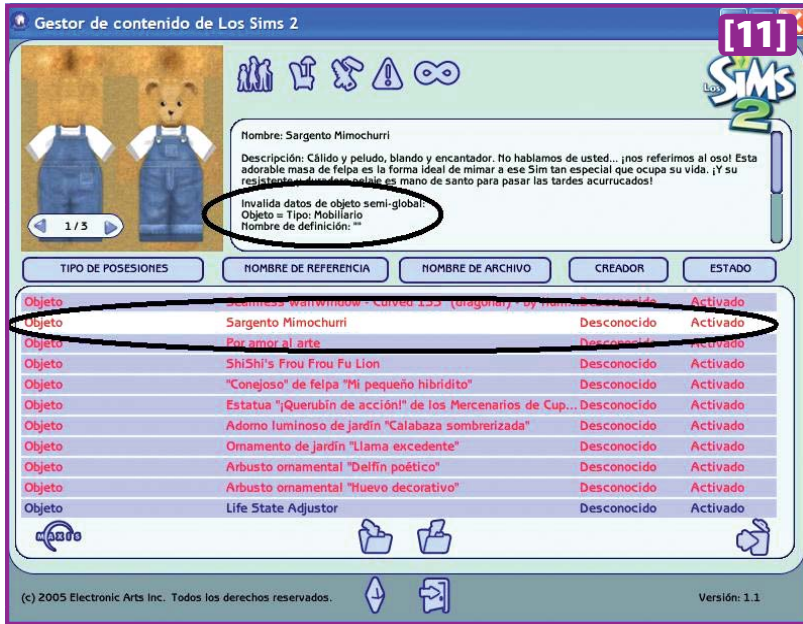 Gestor de contenido de Los Sims 2
[11]
Los SiMS 2
Nombre: Sargento Mimochurri
Descripción: Cálido y peludo, blando y encantador. No hablamos de usted... ¡nos referimos al oso! Esta
adorable masa de felpa es la forma ideal de mimar a ese Sim tan especial que ocupa su vida. ¡Y su
resistente y duradero pelaje es mano de santo para pasar las tardes acurrucados!
Invalida datos de objeto semi-global:
Objeto = Tipo: Mobiliario
Nombre de definición: ""
1/3
TIPO DE POSESIONES NOMBRE DE REFERENCIA NOMBRE DE ARCHIVO CREADOR ESTADO
Objeto Seamless WallWindow - Curved (dragonal) - by Desconocido Activado
Objeto Sargento Mimochurri Desconocido Activado
Objeto Por amor al arte Desconocido Activado
Objeto ShiShi's Frou Frou Fu Lion Desconocido Activado
Objeto "Conejoso" de felpa "Mi pequeño hibridito" Desconocido Activado
Objeto Estatua "¡Querubín de acción!" de los Mercenarios de Cup... Desconocido Activado
Objeto Adorno luminoso de jardín "Calabaza sombrerizada" Desconocido Activado
Objeto Ornamento de jardín "Llama excedente" Desconocido Activado
Objeto Arbusto ornamental "Delfín poético" Desconocido Activado
Objeto Arbusto ornamental "Huevo decorativo" Desconocido Activado
Objeto Life State Adjustor Desconocido Activado
MAXIS
(c) 2005 Electronic Arts Inc. Todos los derechos reservados. Versión: 1.1